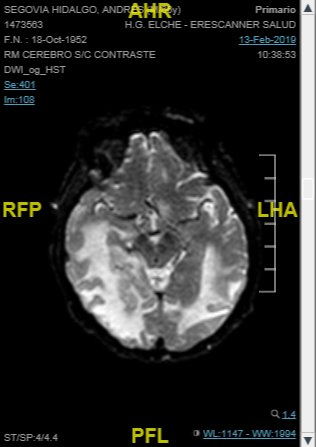 SEGOVIA HIDALGO, ANDRES
AHR
Primario
1473563
H.G. ELCHE - ERESCANNER SALUD
F.N. : 18-Oct-1952
13-Feb-2019
RM CEREBRO S/C CONTRASTE
10:38:53
DWI_og_HST
Se:401
Im:108
RFP
LHA
1.4
ST/SP:4/4.4
PFL
WL:1147 - WW:1994